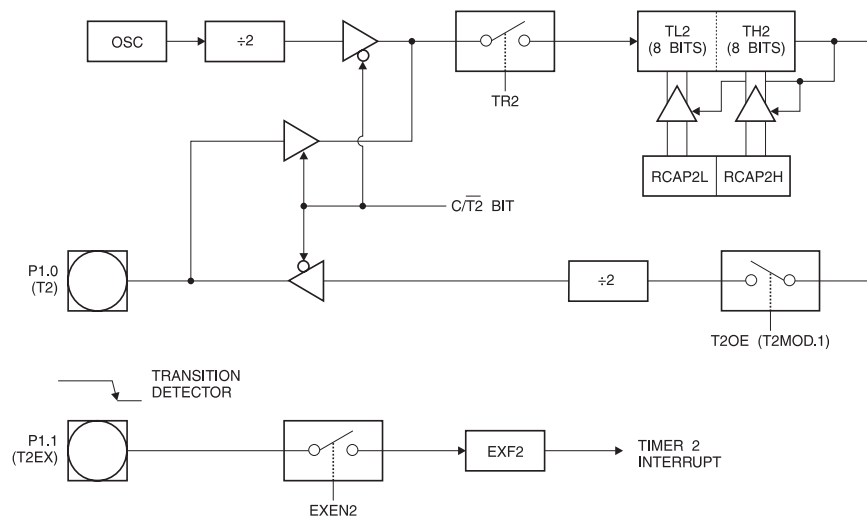 OSC
÷2
TR2
TL2
(8 BITS)
TH2
(8 BITS)
RCAP2L
RCAP2H
C/T2 BIT
P1.0
(T2)
÷2
T2OE (T2MOD.1)
TRANSITION
DETECTOR
P1.1
(T2EX)
EXEN2
EXF2
TIMER 2
INTERRUPT